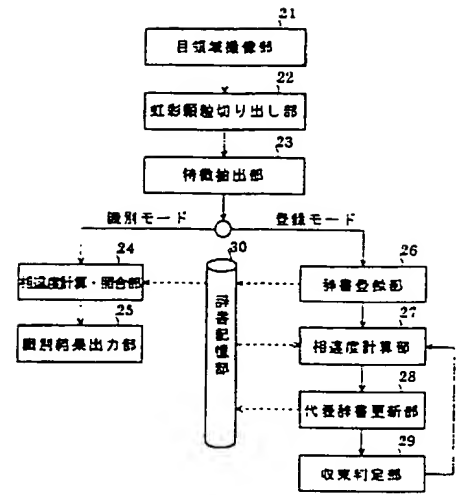 21
目領域撮像部
22
虹彩顆粒切り出し部
23
特徴抽出部
識別モード
登録モード
24
30
26
相違度計算・照合部
辞書登録部
25
27
識別結果出力部
辞書記憶部
相違度計算部
28
代表辞書更新部
29
収束判定部